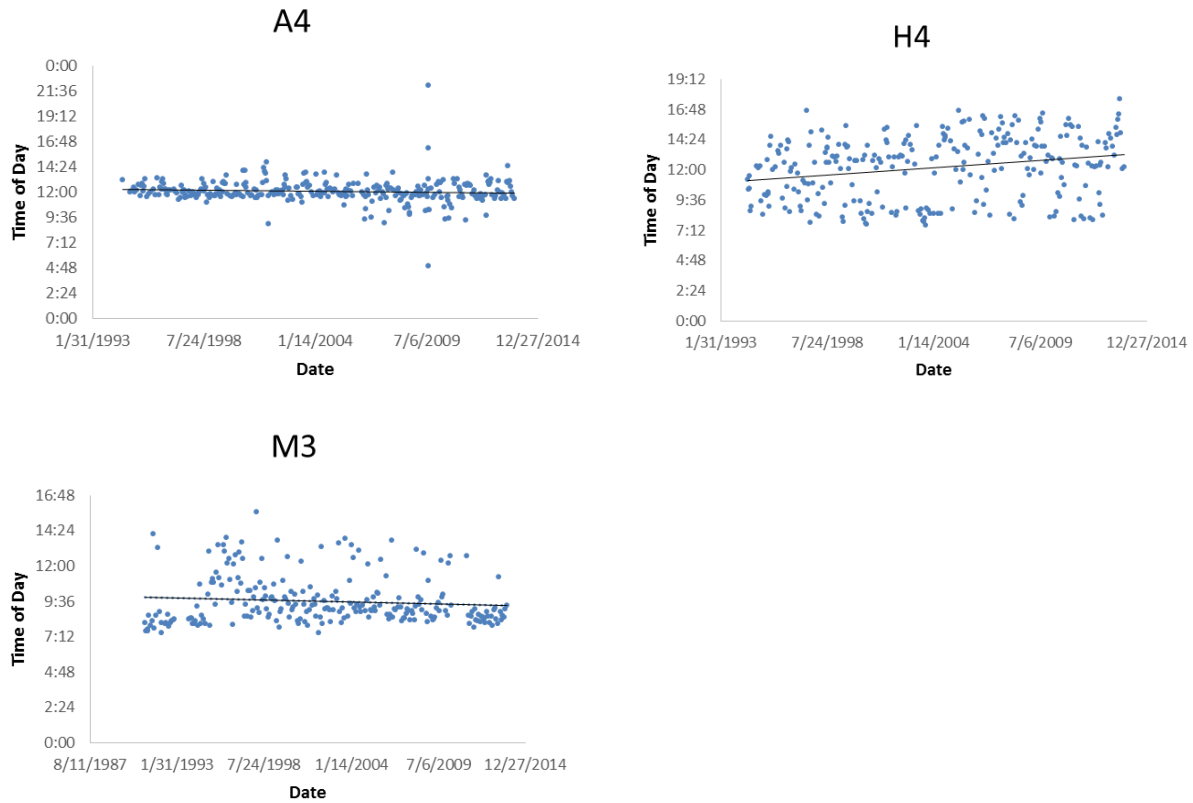 A4
0:00
21:36
19:12
16:48
14:24
12:00
9:36
7:12
4:48
2:24
0:00
Time of Day
1/31/1993 7/24/1998 1/14/2004 7/6/2009 12/27/2014
Date
H4
19:12
16:48
14:24
12:00
9:36
7:12
4:48
2:24
0:00
Time of Day
1/31/1993 7/24/1998 1/14/2004 7/6/2009 12/27/2014
Date
M3
16:48
14:24
12:00
9:36
7:12
4:48
2:24
0:00
Time of Day
8/11/1987 1/31/1993 7/24/1998 1/14/2004 7/6/2009 12/27/2014
Date